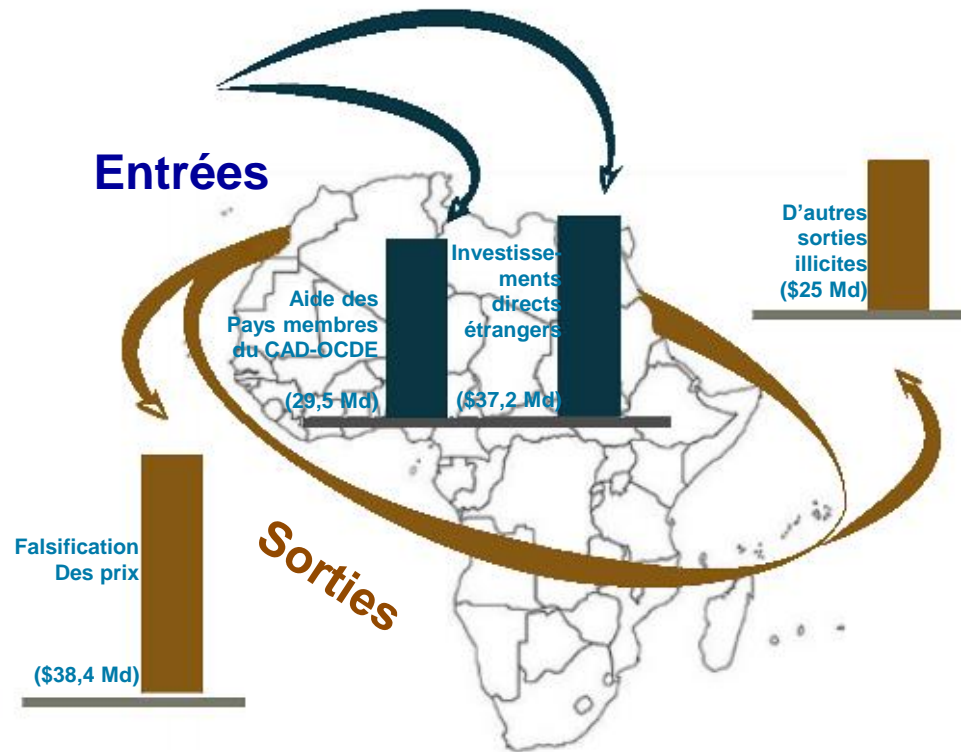 Entrées
Aide des
Pays membres
du CAD-OCDE
(29,5 Md)
Investisse-
ments
directs
étrangers
($37,2 Md)
D'autres
sorties
illicites
($25 Md)
Sorties
Falsification
Des prix
($38,4 Md)